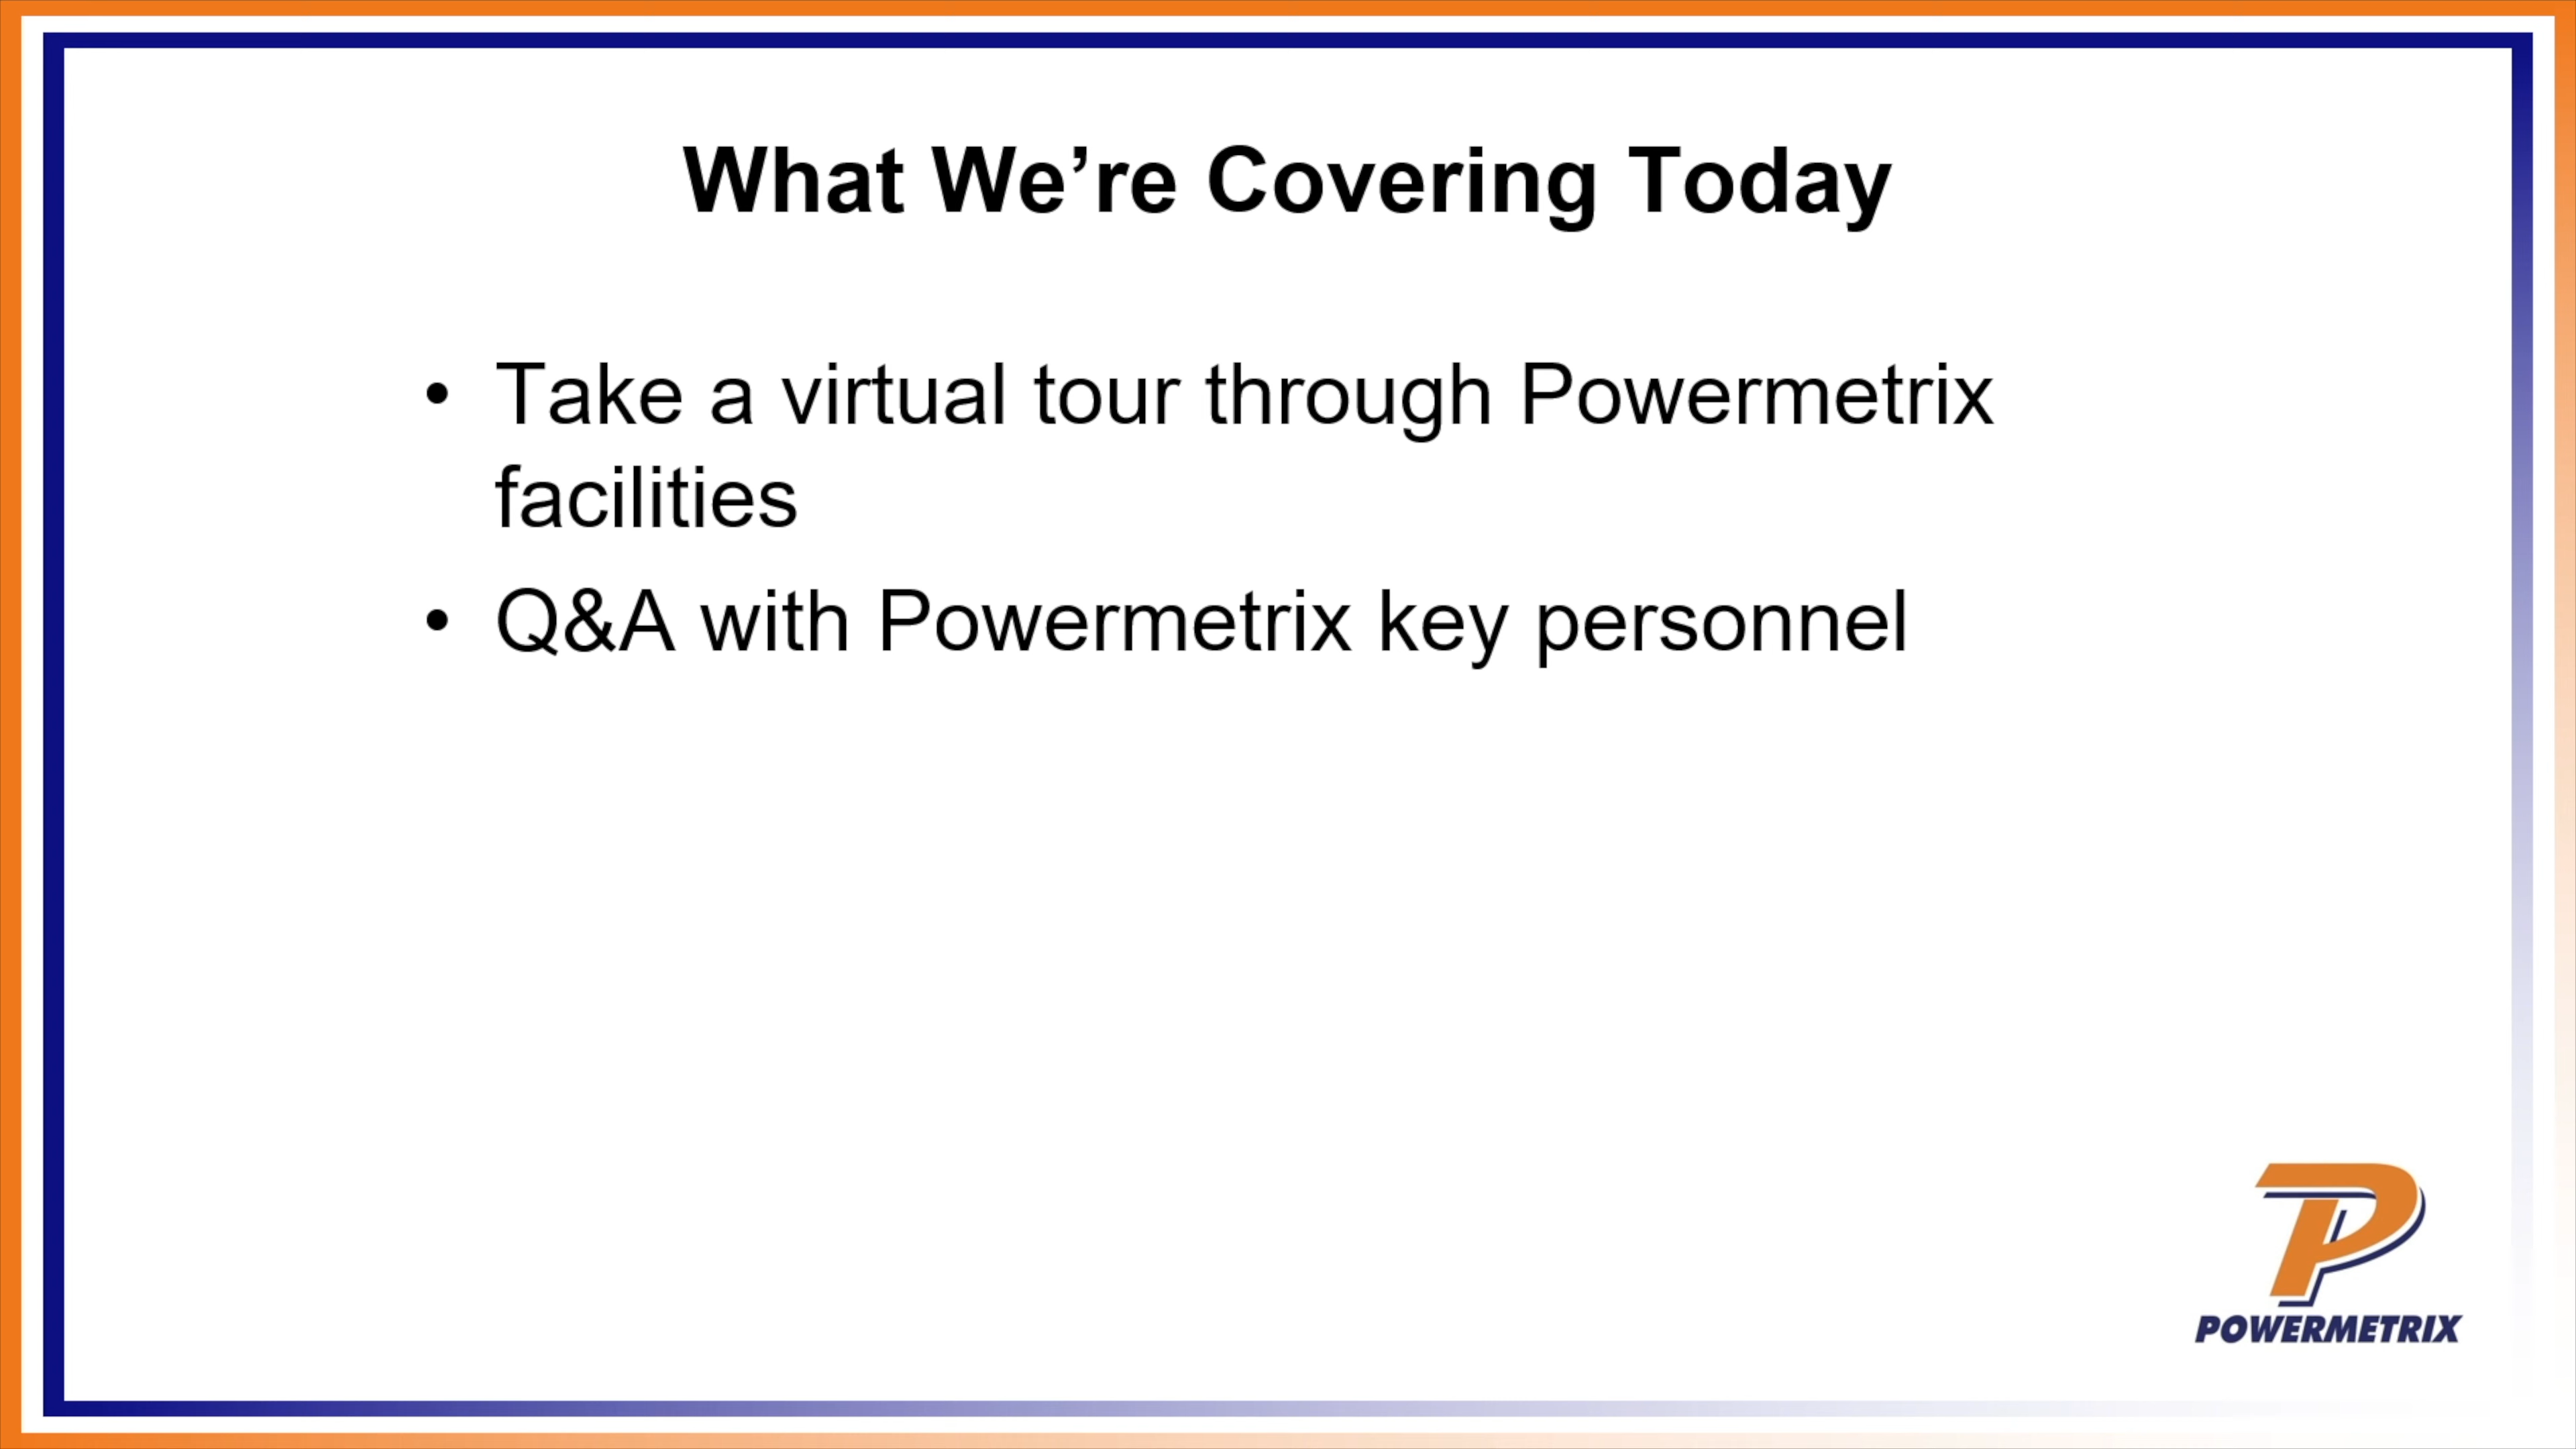 What We’re Covering Today
• Take a virtual tour through Powermetrix
facilities
• Q&A with Powermetrix key personnel
POWERMETRIX